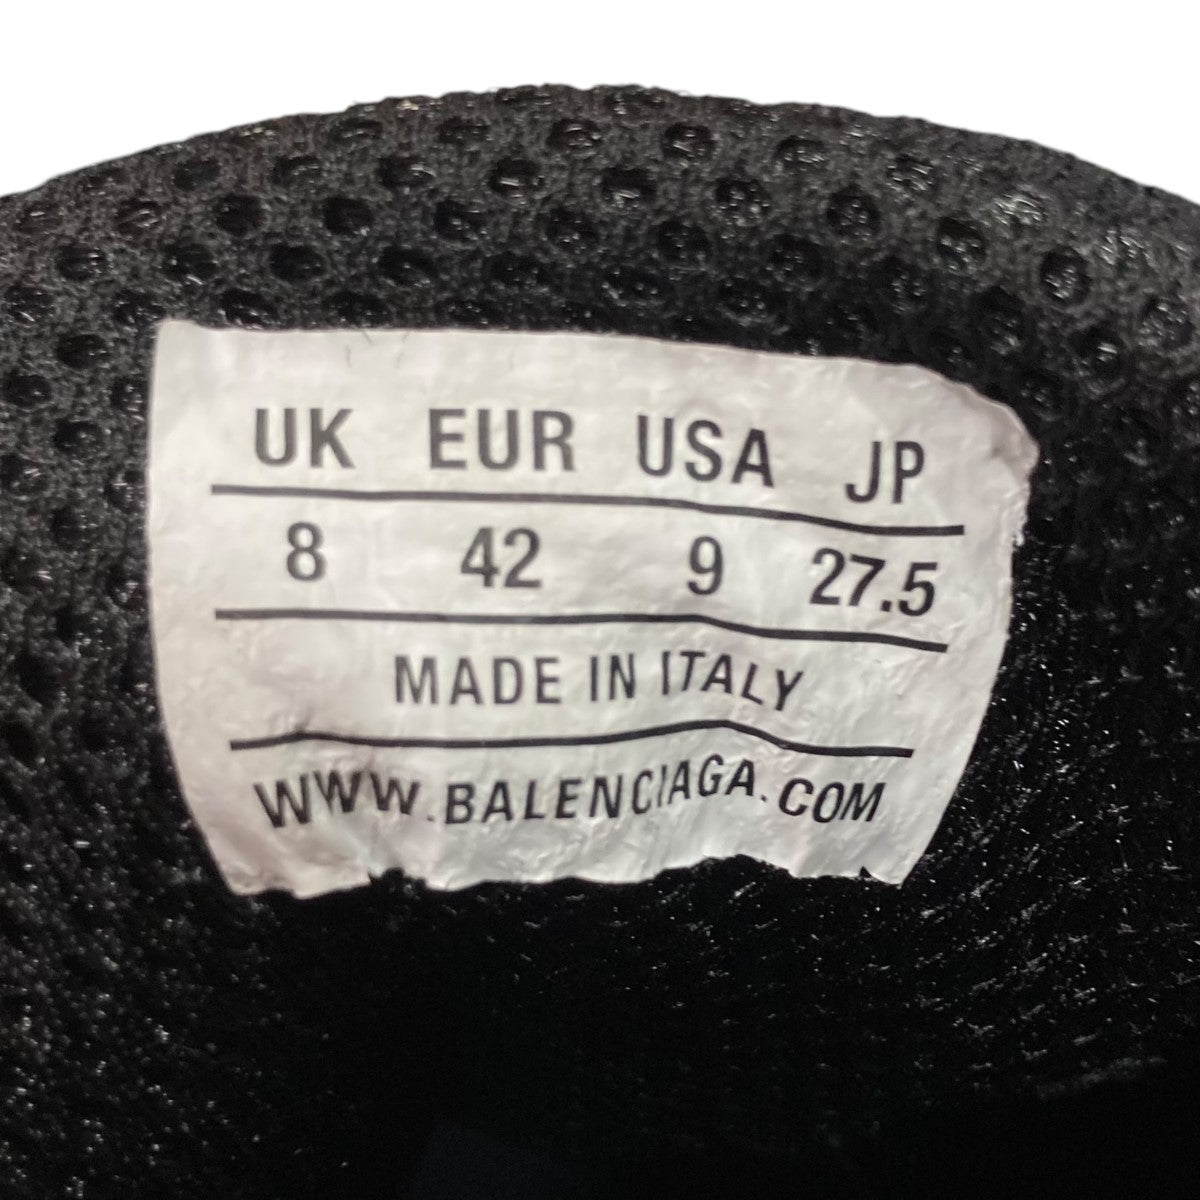 UK EUR USA JP
8 42 9 27.5
MADE IN ITALY
WWW.BALENCIAGA.COM